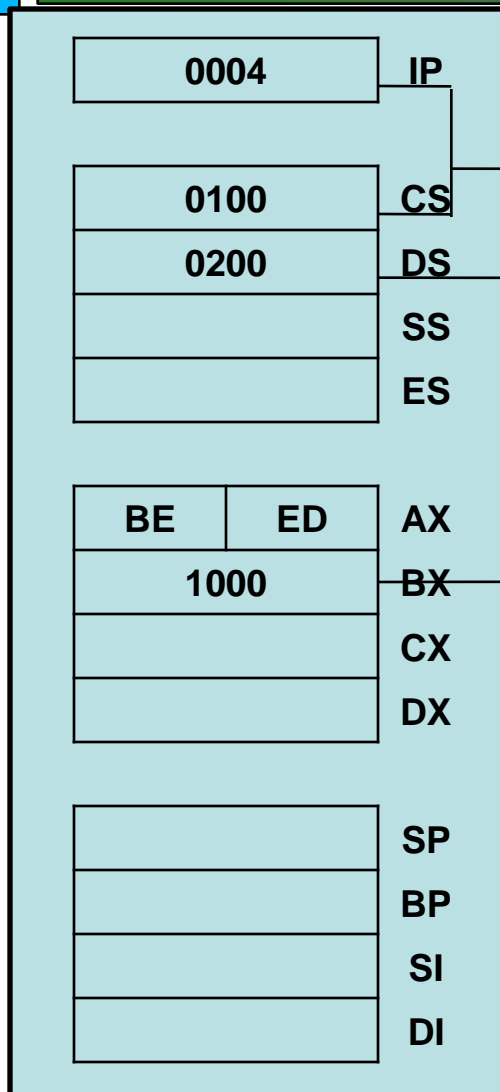 0004 IP
0100 CS
0200 DS
SS
ES
BE ED AX
1000 BX
CX
DX
SP
BP
SI
DI